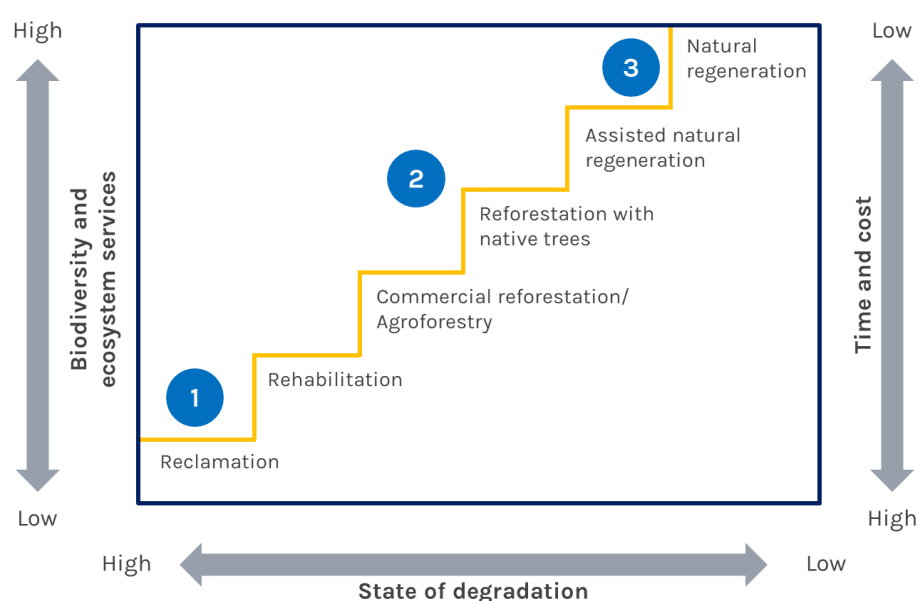 High
Low
3
Natural
regeneration
Assisted natural
regeneration
2
Reforestation with
native trees
Biodiversity and
ecosystem services
Time and cost
Commercial reforestation/
Agroforestry
Rehabilitation
1
Reclamation
Low
High
High
Low
State of degradation